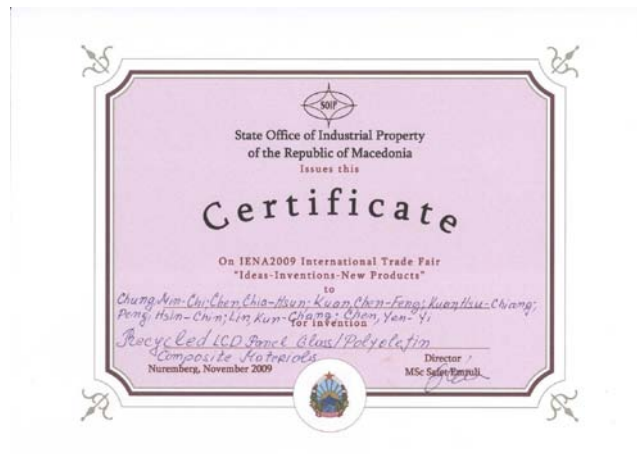 SOIP
State Office of Industrial Property
of the Republic of Macedonia
Issues this
Certificate
On IENA2009 International Trade Fair
"Ideas-Inventions-New Products"
to
Chung, Min-Chi; Chen, Chia-Hsun; Kuan, Chen-Feng; Kuan, Hsu-Chiang;
Peng, Hsin-Chin; Lin, Kun-Chang; Chen, Yen-Yi
for invention
Recycled LCD Panel Glass/Polyolefin
Composite Materials
Nuremberg, November 2009
Director
MSc Safet Emruli